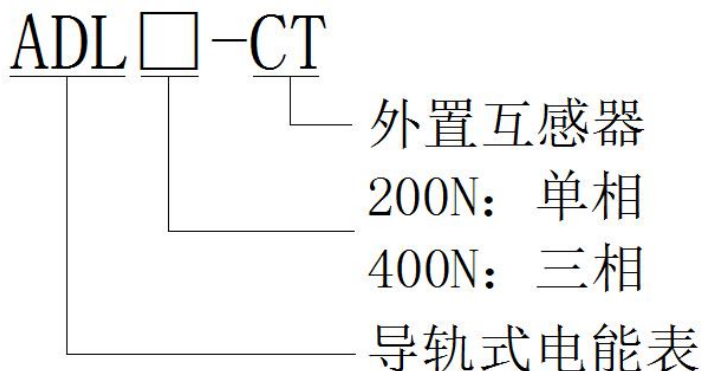 ADL□-CT
外置互感器
200N：单相
400N：三相
导轨式电能表